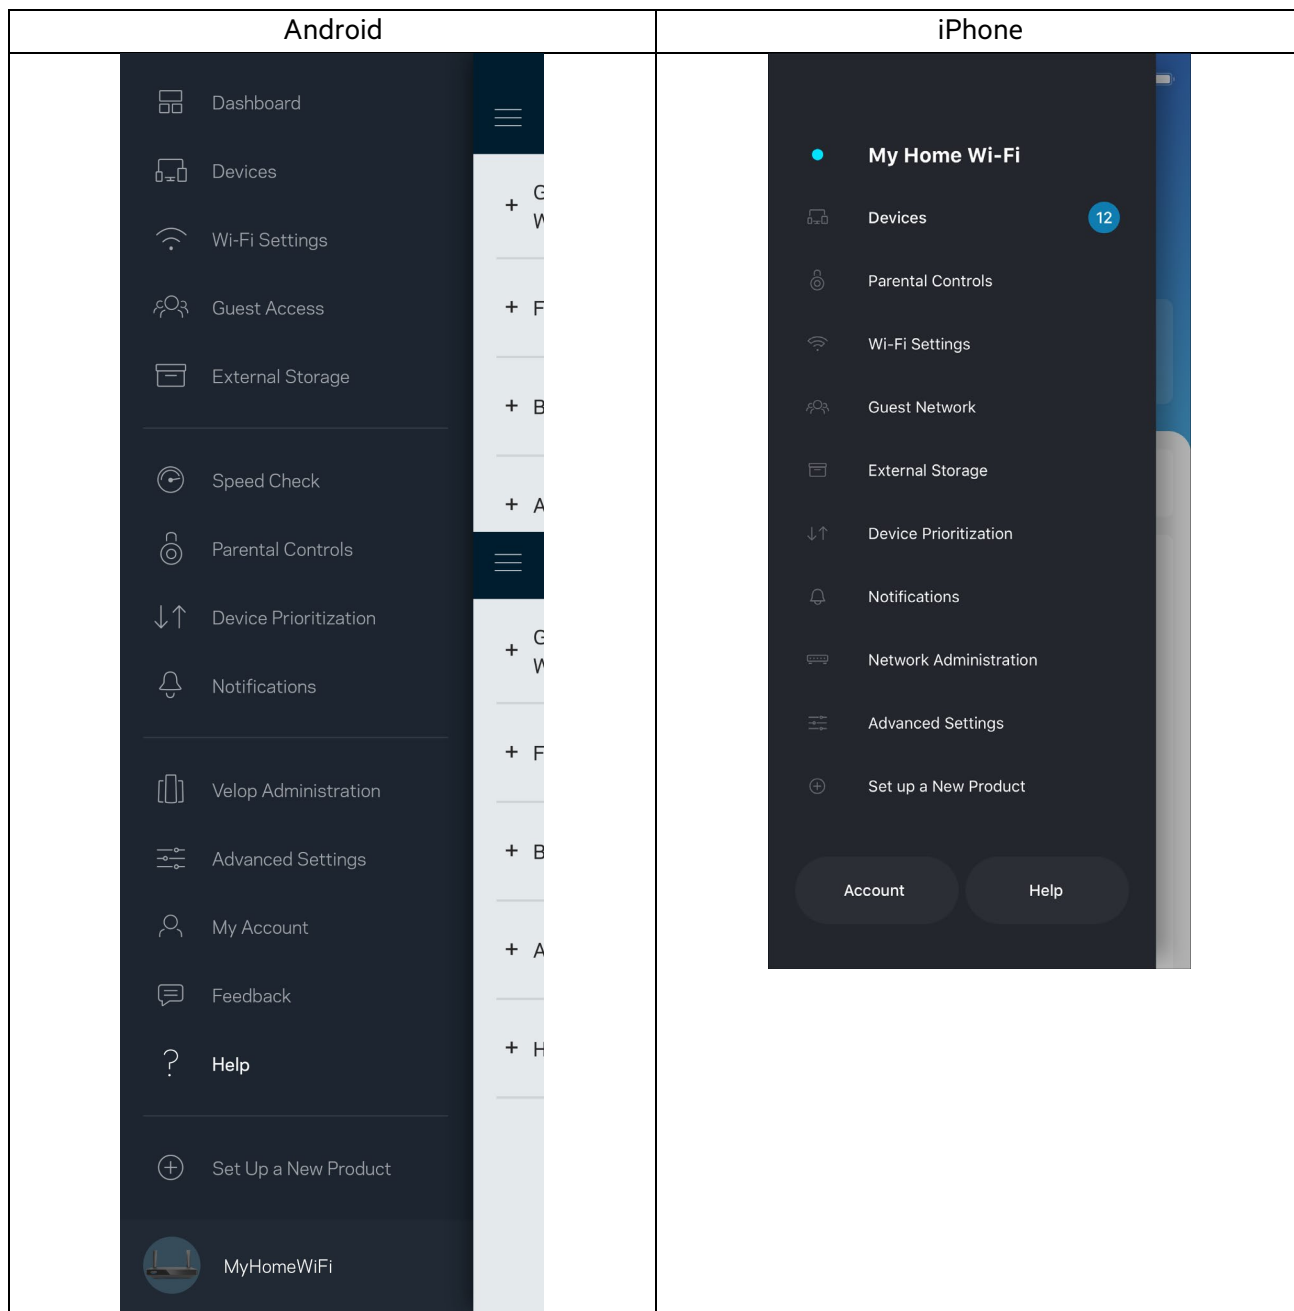 Android
iPhone
Dashboard
Devices
Wi-Fi Settings
Guest Access
External Storage
Speed Check
Parental Controls
Device Prioritization
Notifications
Velop Administration
Advanced Settings
My Account
Feedback
Help
Set Up a New Product
MyHomeWiFi
+ G
W
+ F
+ B
+ A
+ G
W
+ F
+ B
+ A
+ H
My Home Wi-Fi
Devices 12
Parental Controls
Wi-Fi Settings
Guest Network
External Storage
Device Prioritization
Notifications
Network Administration
Advanced Settings
Set up a New Product
Account Help